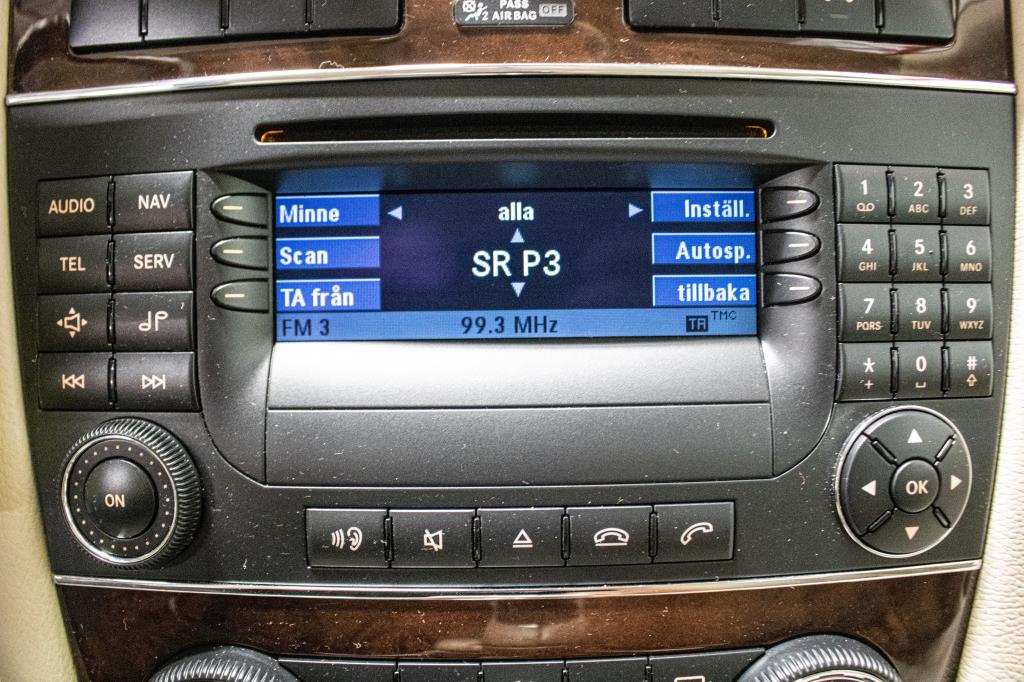 PASS
2 AIR BAG OFF
AUDIO NAV
TEL SERV
Minne alla Inställ.
Scan SR P3 Autosp.
TA från tillbaka
FM 3 99.3 MHz TA TMC
1 2 ABC 3 DEF
4 GHI 5 JKL 6 MNO
7 PQRS 8 TUV 9 WXYZ
* + 0 #
ON
OK